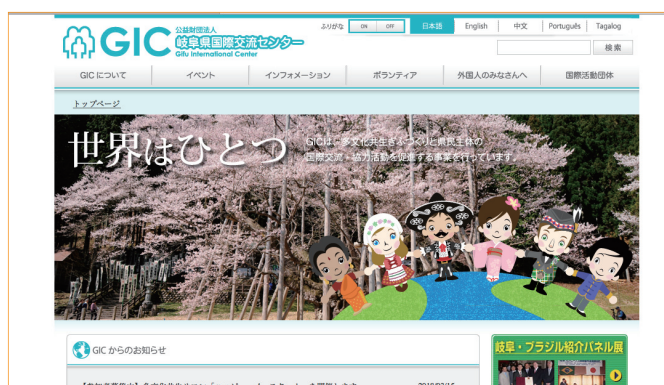 ふりがな ON OFF 日本語 English 中文 Português Tagalog
GIC 公益財団法人
岐阜県国際交流センター
Gifu International Center
検索
GICについて イベント インフォメーション ボランティア 外国人のみなさんへ 国際活動団体
トップページ
世界はひとつ
GICは、多文化共生きふづくりと県民主体の
国際交流・協力活動を促進する事業を行っています。
GICからのお知らせ
岐阜・ブラジル紹介パネル展